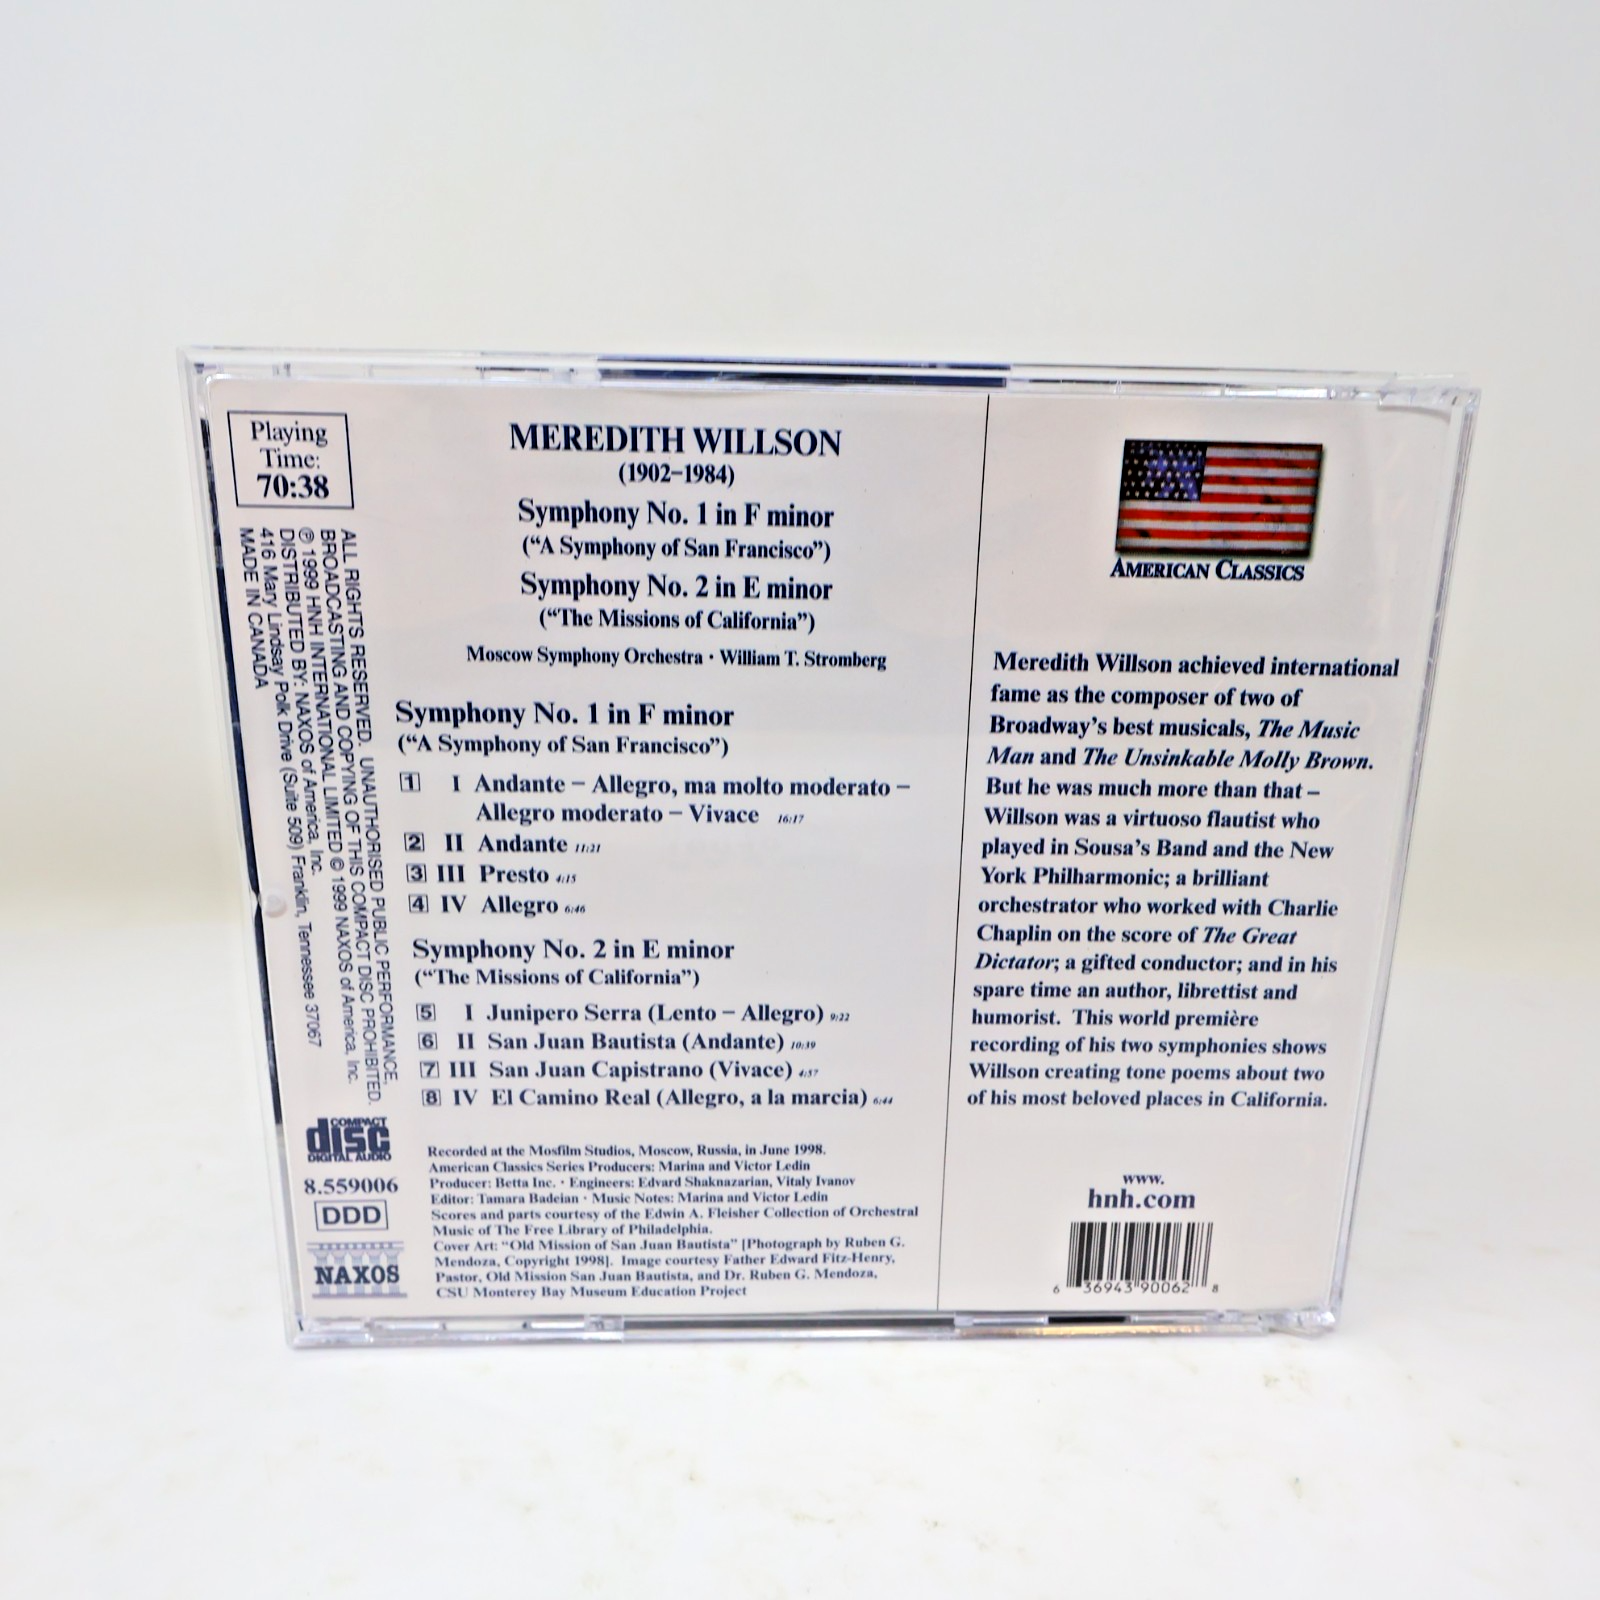 Playing
Time:
70:38
ALL RIGHTS RESERVED. UNAUTHORISED PUBLIC PERFORMANCE,
BROADCASTING AND COPYING OF THIS COMPACT DISC PROHIBITED.
℗ 1999 HNH INTERNATIONAL LIMITED © 1999 NAXOS of America, Inc.
DISTRIBUTED BY: NAXOS of America, Inc.
416 Mary Lindsay Polk Drive (Suite 509) Franklin, Tennessee 37067
MADE IN CANADA
COMPACT
disc
DIGITAL AUDIO
8.559006
DDD
NAXOS
MEREDITH WILLSON
(1902–1984)
Symphony No. 1 in F minor
(“A Symphony of San Francisco”)
Symphony No. 2 in E minor
(“The Missions of California”)
Moscow Symphony Orchestra • William T. Stromberg
Symphony No. 1 in F minor
(“A Symphony of San Francisco”)
1 I Andante – Allegro, ma molto moderato –
Allegro moderato – Vivace 16:17
2 II Andante 11:21
3 III Presto 4:15
4 IV Allegro 6:46
Symphony No. 2 in E minor
(“The Missions of California”)
5 I Junipero Serra (Lento – Allegro) 9:22
6 II San Juan Bautista (Andante) 10:39
7 III San Juan Capistrano (Vivace) 4:57
8 IV El Camino Real (Allegro, a la marcia) 6:44
Recorded at the Mosfilm Studios, Moscow, Russia, in June 1998.
American Classics Series Producers: Marina and Victor Ledin
Producer: Betta Inc. • Engineers: Edvard Shaknazarian, Vitaly Ivanov
Editor: Tamara Badeian • Music Notes: Marina and Victor Ledin
Scores and parts courtesy of the Edwin A. Fleisher Collection of Orchestral
Music of The Free Library of Philadelphia.
Cover Art: “Old Mission of San Juan Bautista” [Photograph by Ruben G.
Mendoza, Copyright 1998]. Image courtesy Father Edward Fitz-Henry,
Pastor, Old Mission San Juan Bautista, and Dr. Ruben G. Mendoza,
CSU Monterey Bay Museum Education Project
AMERICAN CLASSICS
Meredith Willson achieved international
fame as the composer of two of
Broadway’s best musicals, The Music
Man and The Unsinkable Molly Brown.
But he was much more than that –
Willson was a virtuoso flautist who
played in Sousa’s Band and the New
York Philharmonic; a brilliant
orchestrator who worked with Charlie
Chaplin on the score of The Great
Dictator; a gifted conductor; and in his
spare time an author, librettist and
humorist. This world première
recording of his two symphonies shows
Willson creating tone poems about two
of his most beloved places in California.
www.
hnh.com
6 36943 90062 8